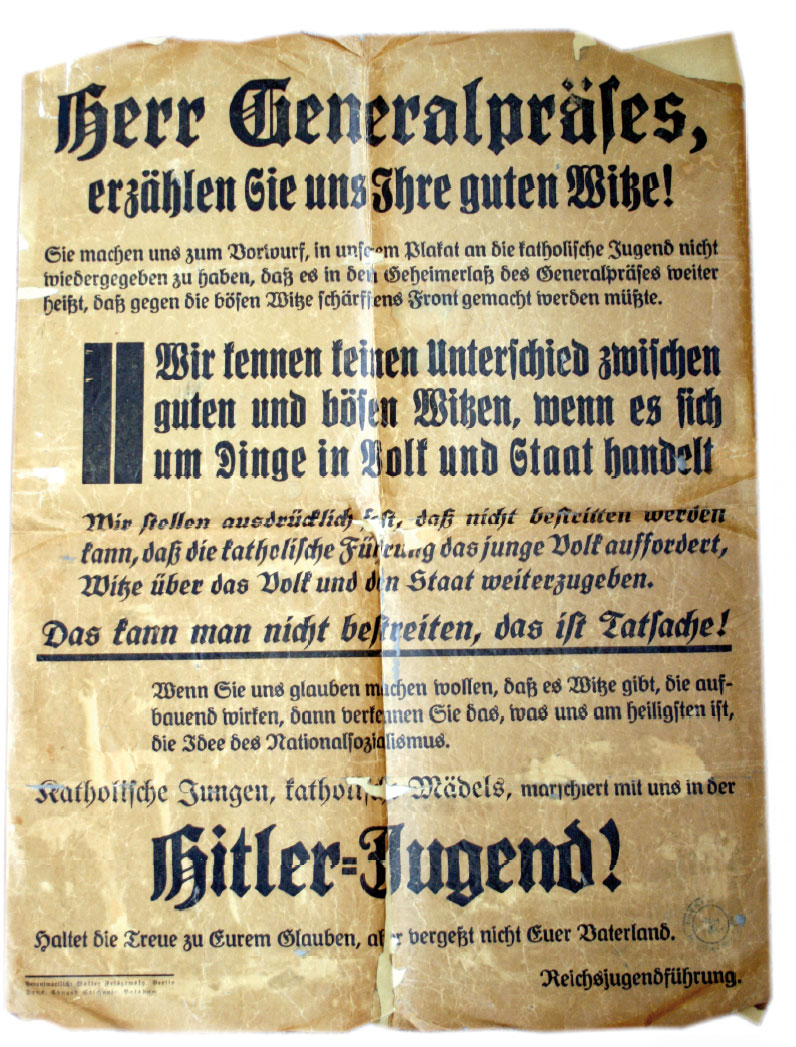 Herr Generalpräses,
erzählen Sie uns Ihre guten Witze!
Sie machen uns zum Vorwurf, in unserem Plakat an die katholische Jugend nicht
wiedergegeben zu haben, daß es in dem Geheimerlaß des Generalpräses weiter
heißt, daß gegen die bösen Witze schärfstens Front gemacht werden müßte.
Wir kennen keinen Unterschied zwischen
guten und bösen Witzen, wenn es sich
um Dinge in Volk und Staat handelt
Wir stellen ausdrücklich fest, daß nicht bestritten werden
kann, daß die katholische Führung das junge Volk auffordert,
Witze über das Volk und den Staat weiterzugeben.
Das kann man nicht bestreiten, das ist Tatsache!
Wenn Sie uns glauben machen wollen, daß es Witze gibt, die auf-
bauend wirken, dann verkennen Sie das, was uns am heiligsten ist,
die Idee des Nationalsozialismus.
Katholische Jungen, katholische Mädels, marschiert mit uns in der
Hitler=Jugend!
Haltet die Treue zu Eurem Glauben, aber vergeßt nicht Euer Vaterland.
Reichsjugendführung.
Verantwortlich: Berlin
Druck: Potsdam